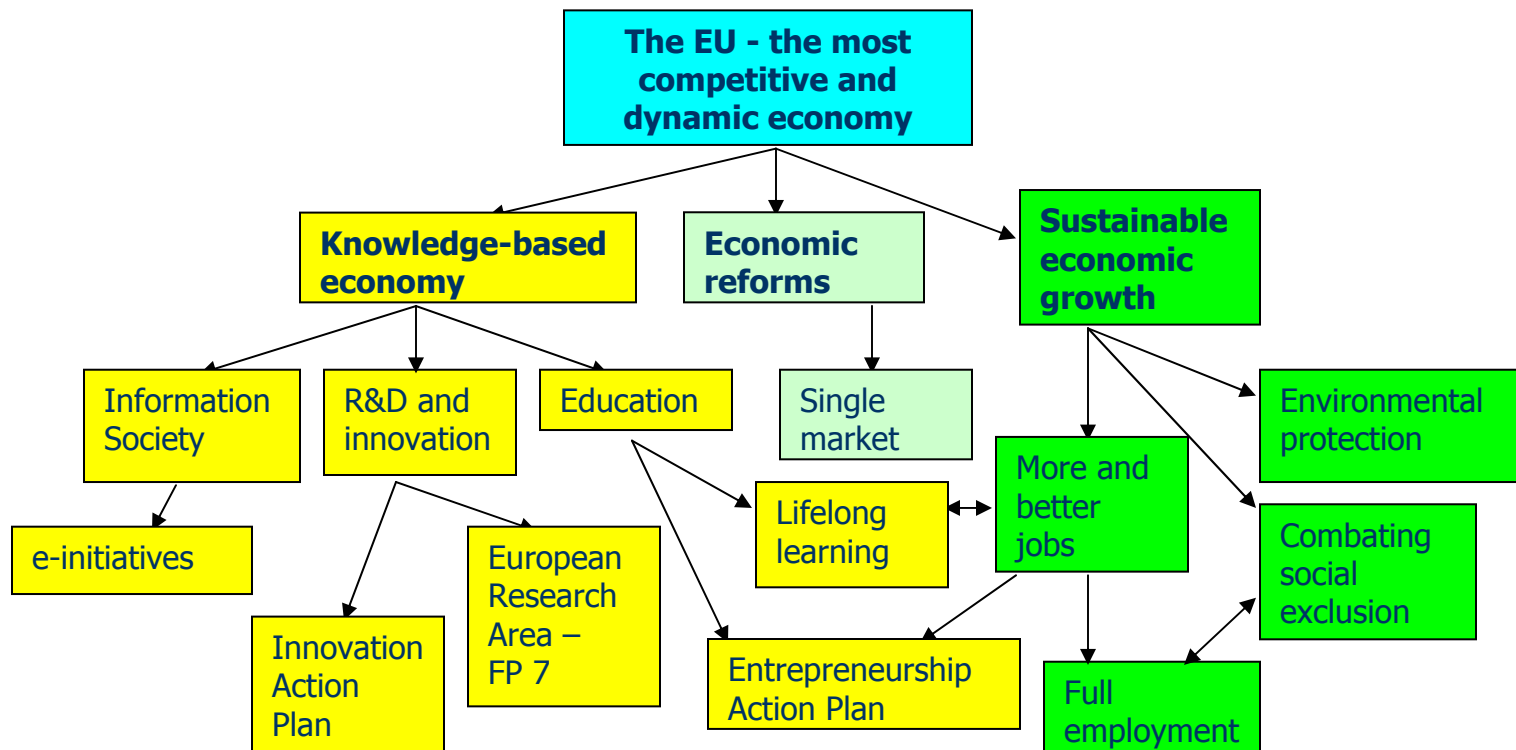 The EU - the most
competitive and
dynamic economy
Knowledge-based
economy
Economic
reforms
Sustainable
economic
growth
Information
Society
R&D and
innovation
Education
Single
market
Environmental
protection
More and
better
jobs
Lifelong
learning
Combating
social
exclusion
e-initiatives
European
Research
Area –
FP 7
Innovation
Action
Plan
Entrepreneurship
Action Plan
Full
employment